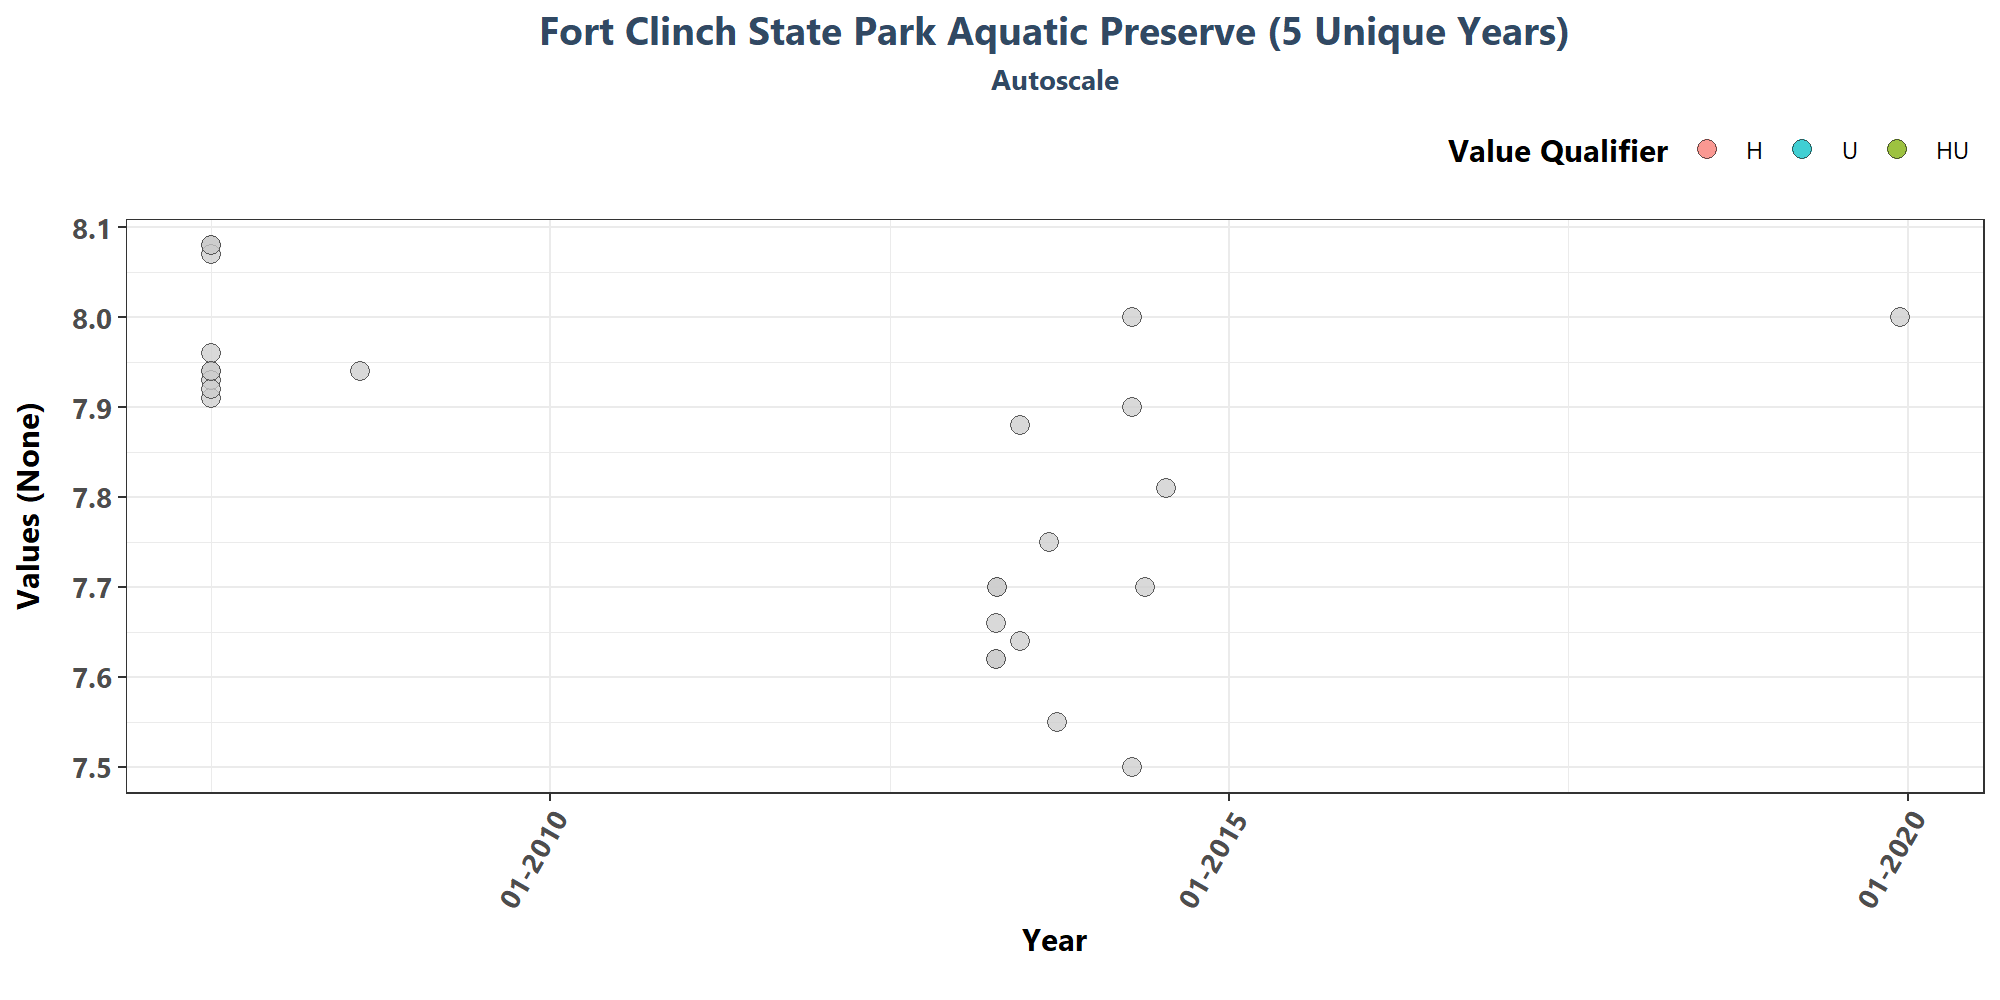 Fort Clinch State Park Aquatic Preserve (5 Unique Years)
Autoscale
Value Qualifier H U HU
8.1
8.0
7.9
7.8
7.7
7.6
7.5
Values (None)
01-2010 01-2015 01-2020
Year